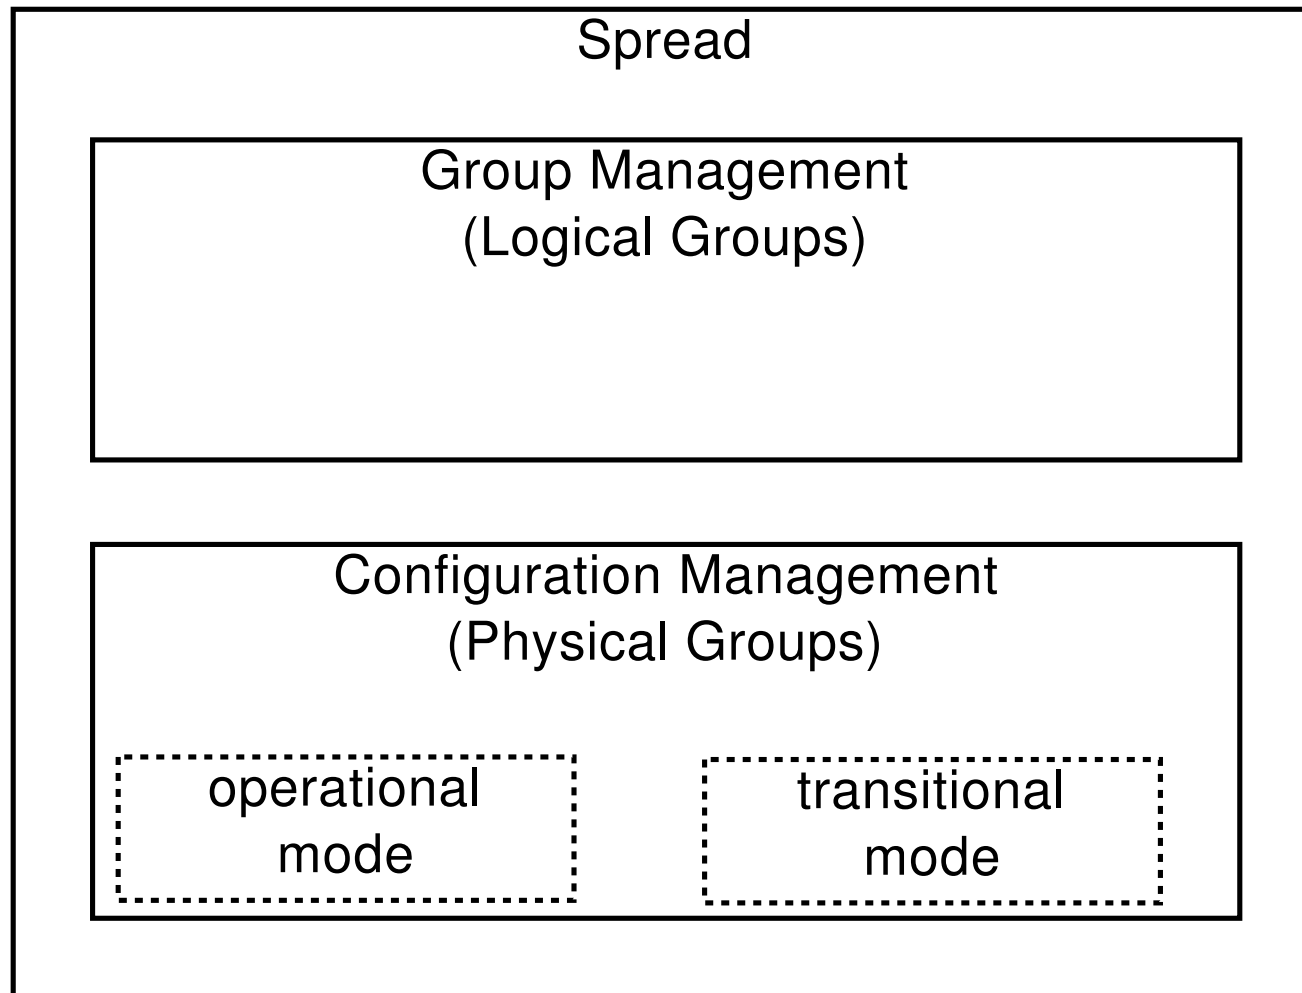 Spread
Group Management
(Logical Groups)
Configuration Management
(Physical Groups)
operational
mode
transitional
mode